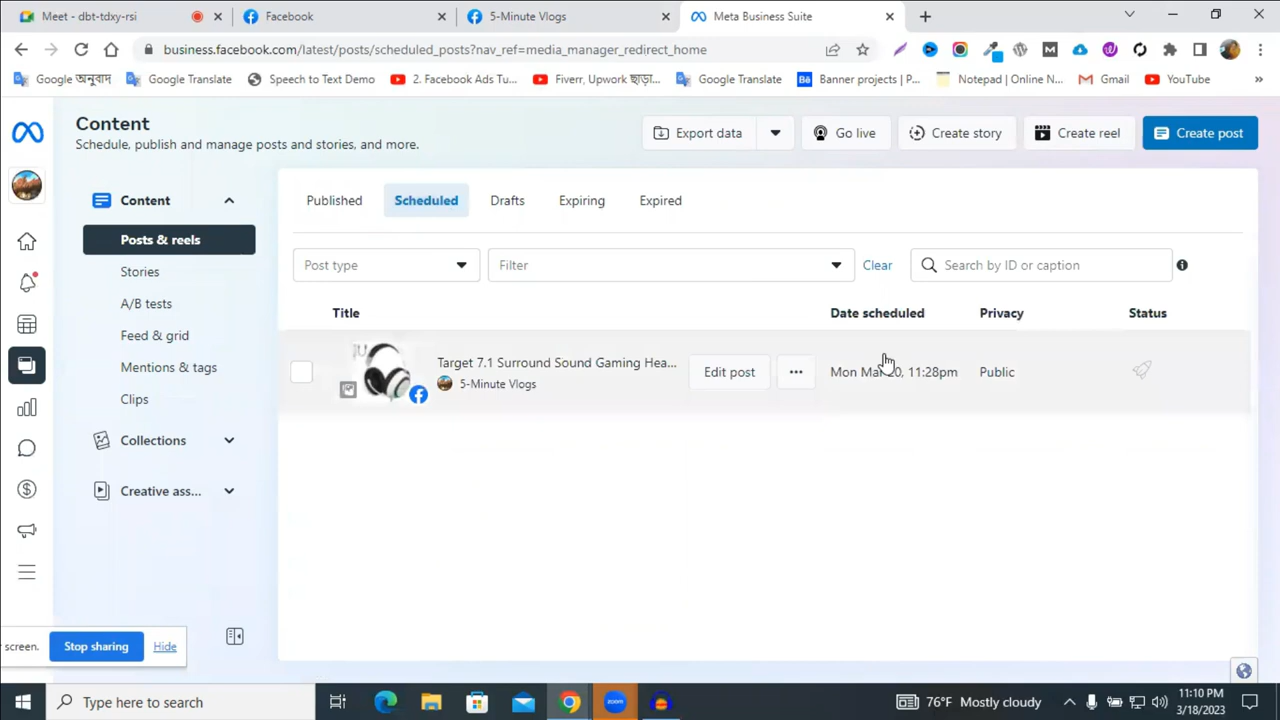 Meet - dbt-tdxy-rsi
Facebook
5-Minute Vlogs
Meta Business Suite
business.facebook.com/latest/posts/scheduled_posts?nav_ref=media_manager_redirect_home
Google অনুবাদ
Google Translate
Speech to Text Demo
2. Facebook Ads Tu...
Fiverr, Upwork ছাড়া...
Google Translate
Banner projects | P...
Notepad | Online N...
Gmail
YouTube
Content
Schedule, publish and manage posts and stories, and more.
Export data
Go live
Create story
Create reel
Create post
Content
Posts & reels
Stories
A/B tests
Feed & grid
Mentions & tags
Clips
Collections
Creative ass...
Published
Scheduled
Drafts
Expiring
Expired
Post type
Filter
Clear
Search by ID or caption
Title
Date scheduled
Privacy
Status
Target 7.1 Surround Sound Gaming Hea...
5-Minute Vlogs
Edit post
Mon Mar 20, 11:28pm
Public
screen.
Stop sharing
Hide
Type here to search
zoom
76°F Mostly cloudy
11:10 PM
3/18/2023